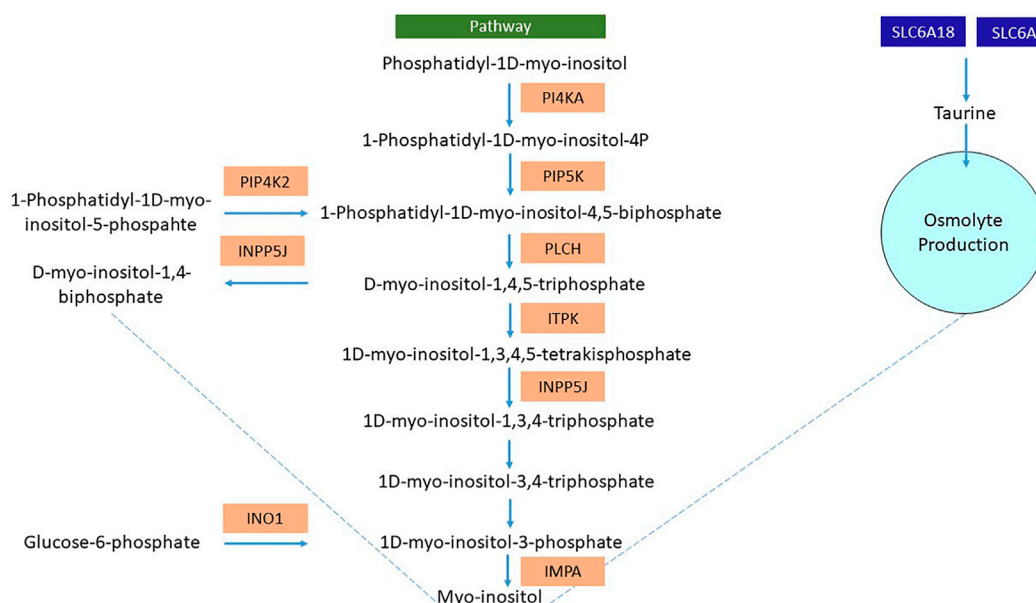 Pathway
SLC6A18
SLC6A
Phosphatidyl-1D-myo-inositol
PI4KA
Taurine
1-Phosphatidyl-1D-myo-inositol-4P
PIP4K2
PIP5K
1-Phosphatidyl-1D-myo-
inositol-5-phospahte
1-Phosphatidyl-1D-myo-inositol-4,5-biphosphate
Osmolyte
Production
INPP5J
PLCH
D-myo-inositol-1,4-
biphosphate
D-myo-inositol-1,4,5-triphosphate
ITPK
1D-myo-inositol-1,3,4,5-tetrakisphosphate
INPP5J
1D-myo-inositol-1,3,4-triphosphate
1D-myo-inositol-3,4-triphosphate
INO1
Glucose-6-phosphate
1D-myo-inositol-3-phosphate
IMPA
Myo-inositol